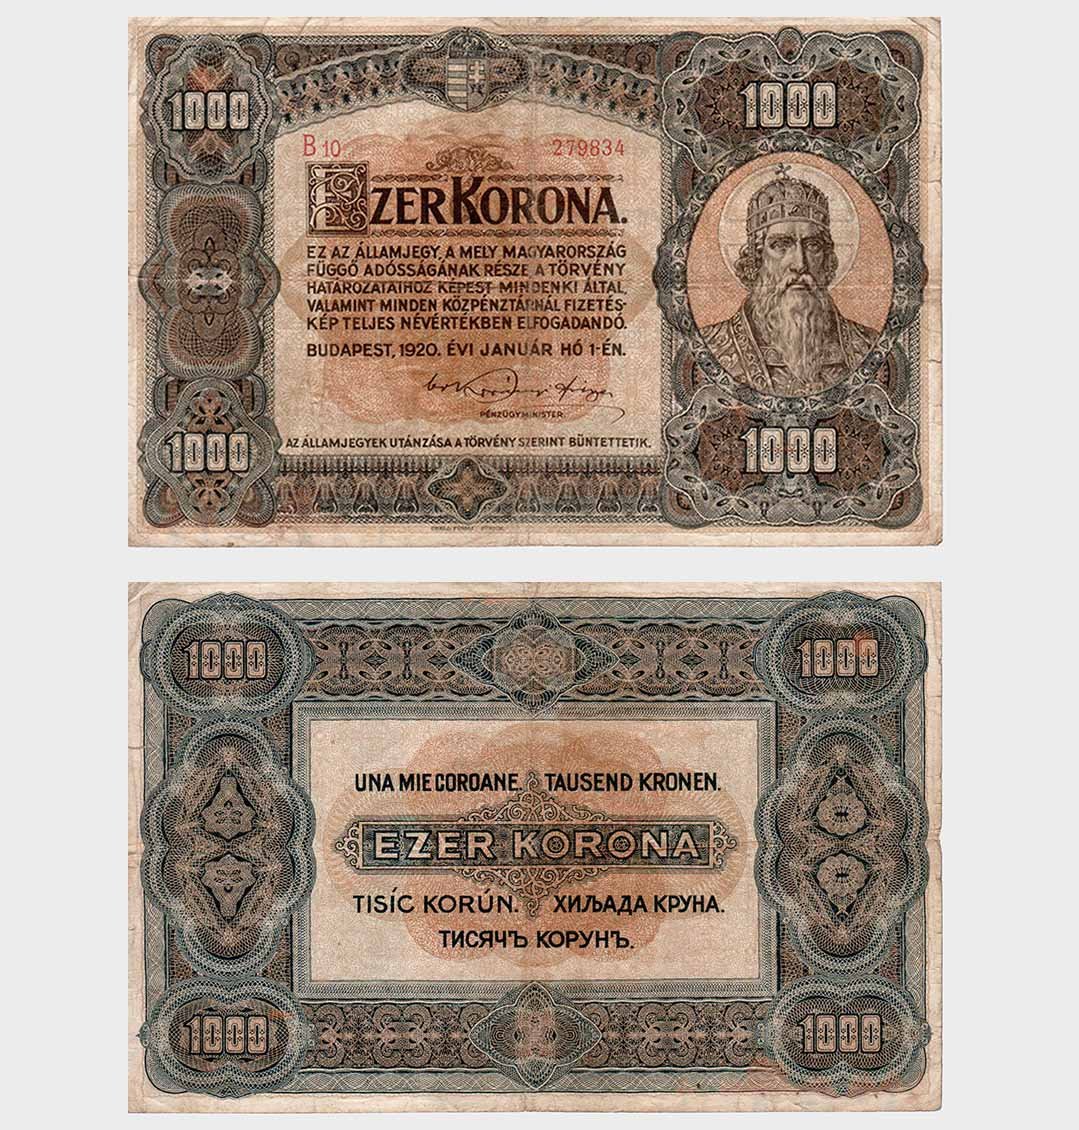 1000
1000
B 10 279834
EZER KORONA.
EZ AZ ÁLLAMJEGY, A MELY MAGYARORSZÁG
FÜGGŐ ADÓSSÁGÁNAK RÉSZE, A TÖRVÉNY
HATÁROZATAIHOZ KÉPEST MINDENKI ÁLTAL,
VALAMINT MINDEN KÖZPÉNZTÁRNÁL FIZETÉS-
KÉP TELJES NÉVÉRTÉKBEN ELFOGADANDÓ.
BUDAPEST, 1920. ÉVI JANUÁR HÓ 1-ÉN.
PÉNZÜGYMINISTER
1000
1000
AZ ÁLLAMJEGYEK UTÁNZÁSA A TÖRVÉNY SZERINT BÜNTETTETIK.
1000
1000
UNA MIE COROANE. TAUSEND KRONEN.
EZER KORONA
TISÍC KORÚN. ХИЉАДА КРУНА.
ТИСЯЧЪ КОРУНЪ.
1000
1000